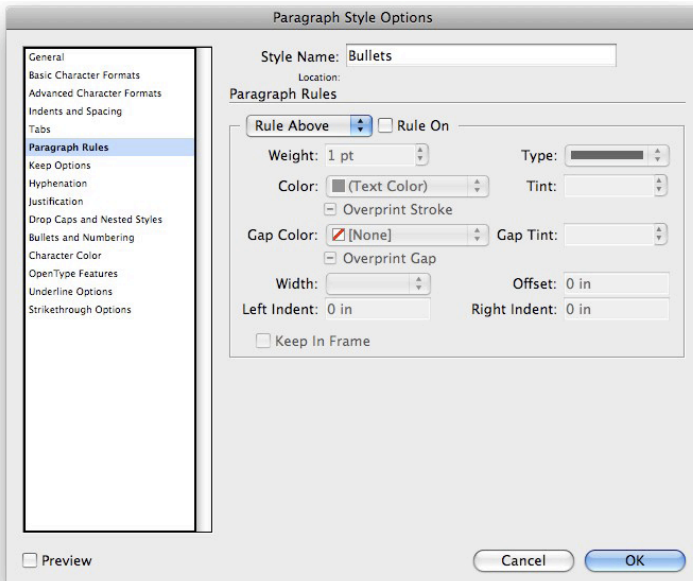 Paragraph Style Options
General
Basic Character Formats
Advanced Character Formats
Indents and Spacing
Tabs
Paragraph Rules
Keep Options
Hyphenation
Justification
Drop Caps and Nested Styles
Bullets and Numbering
Character Color
OpenType Features
Underline Options
Strikethrough Options
Style Name: Bullets
Location:
Paragraph Rules
Rule Above Rule On
Weight: 1 pt Type:
Color: (Text Color) Tint:
Overprint Stroke
Gap Color: [None] Gap Tint:
Overprint Gap
Width: Offset: 0 in
Left Indent: 0 in Right Indent: 0 in
Keep In Frame
Preview Cancel OK